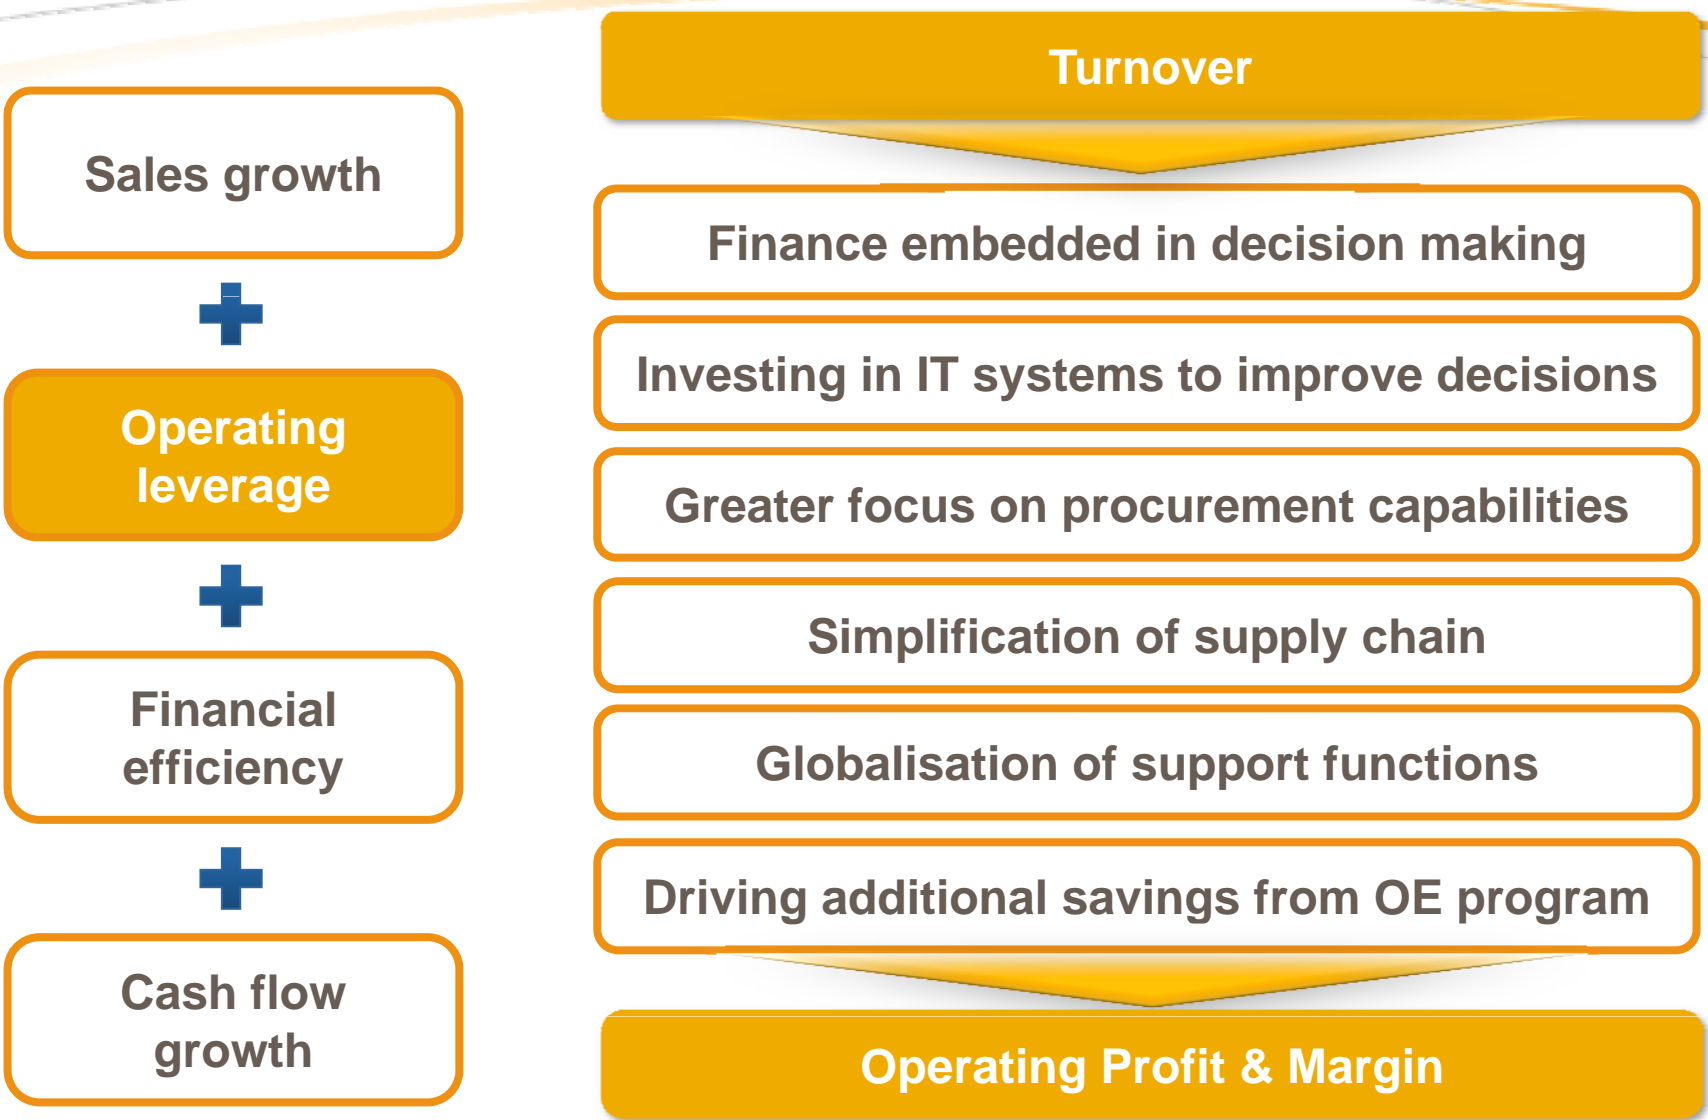 Sales growth
Operating
leverage
Financial
efficiency
Cash flow
growth
Turnover
Finance embedded in decision making
Investing in IT systems to improve decisions
Greater focus on procurement capabilities
Simplification of supply chain
Globalisation of support functions
Driving additional savings from OE program
Operating Profit & Margin